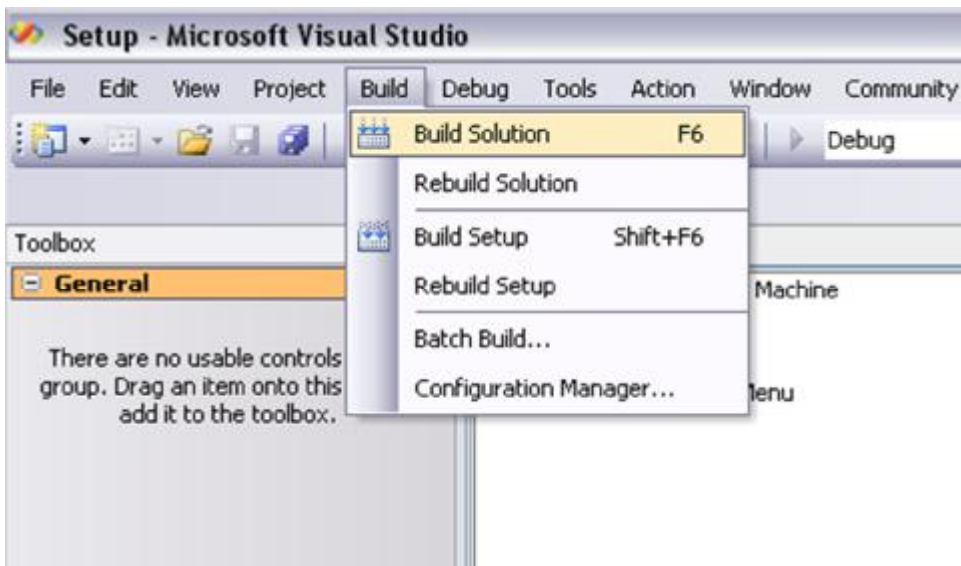 Setup - Microsoft Visual Studio
File Edit View Project Build Debug Tools Action Window Community
Build Solution F6
Debug
Rebuild Solution
Build Setup Shift+F6
Toolbox
Rebuild Setup
General
Machine
Batch Build...
There are no usable controls
group. Drag an item onto this
add it to the toolbox.
Configuration Manager...